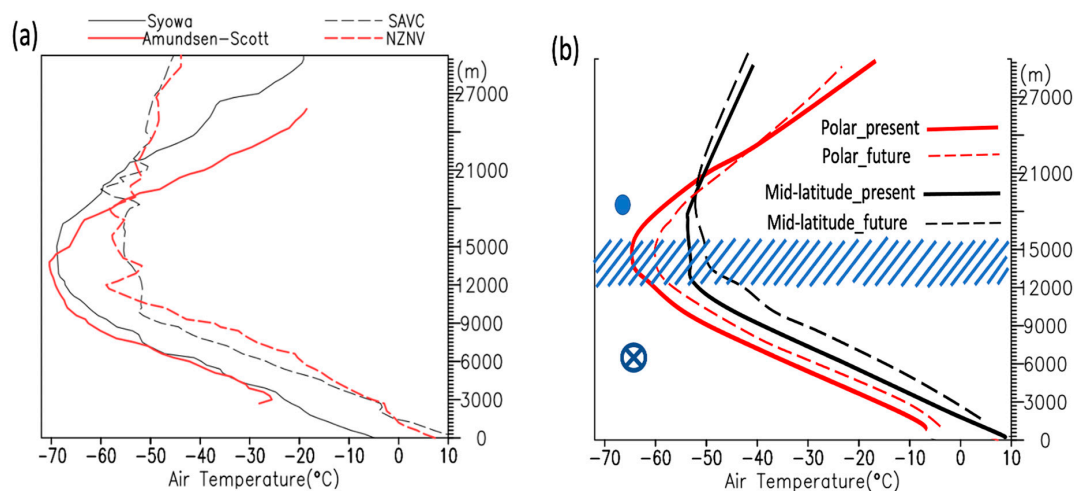 (a)
Syowa
SAVC
Amundsen-Scott
NZNV
(m)
27000
21000
15000
12000
9000
6000
3000
0
-70 -60 -50 -40 -30 -20 -10 0 10
Air Temperature(°C)
(b)
(m)
27000
21000
15000
12000
9000
6000
3000
0
Polar_present
Polar_future
Mid-latitude_present
Mid-latitude_future
-70 -60 -50 -40 -30 -20 -10 0 10
Air Temperature(°C)